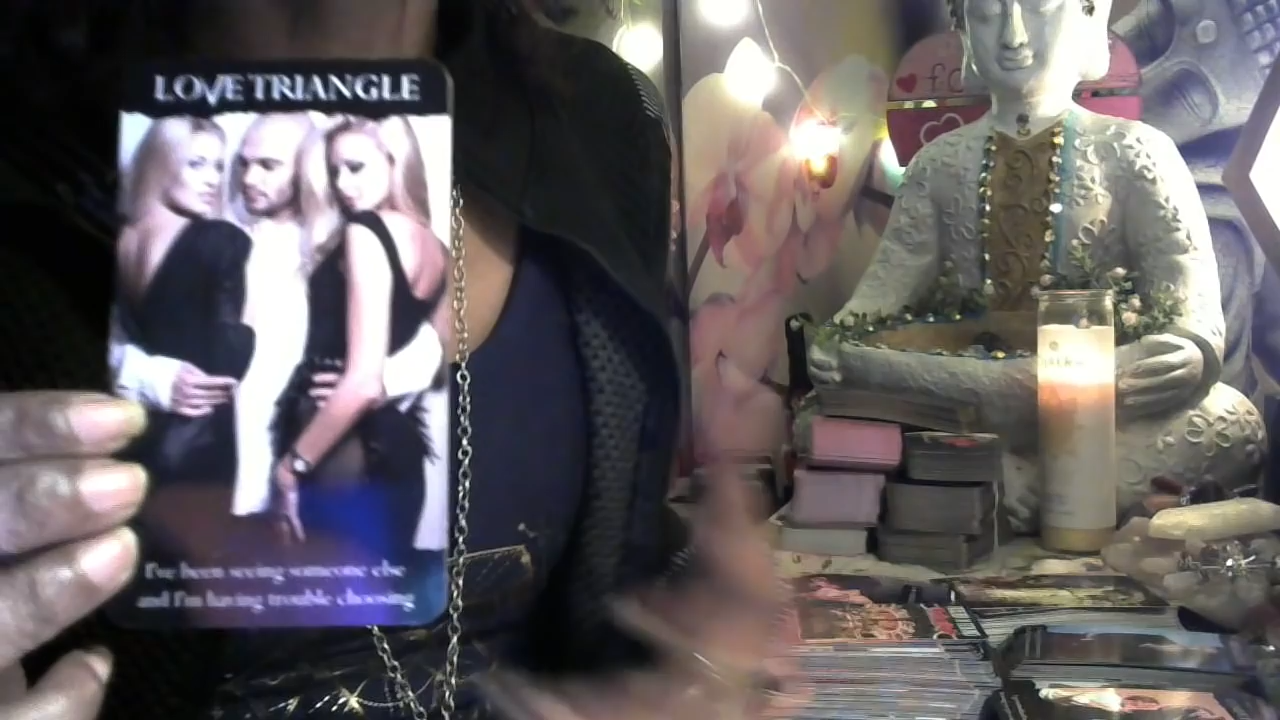 LOVE TRIANGLE
I've been seeing someone else
and I'm having trouble choosing